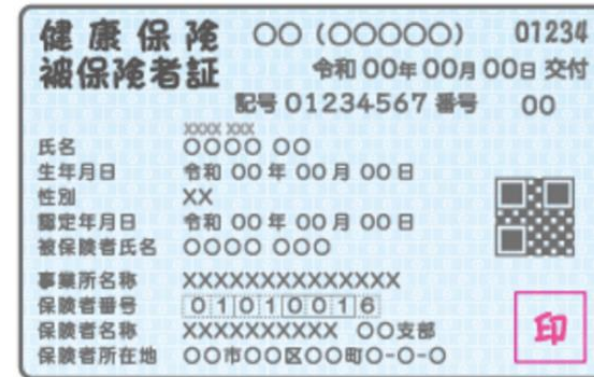 健康保険 〇〇 (〇〇〇〇〇) 01234
被保険者証 令和 00年 00月 00日 交付
記号 01234567 番号 00
XXXX XXX
氏名 〇〇〇〇 〇〇
生年月日 令和 00 年 00 月 00 日
性別 XX
認定年月日 令和 00 年 00 月 00 日
被保険者氏名 〇〇〇〇 〇〇〇
事業所名称 XXXXXXXXXXXXXX
保険者番号 01010016
保険者名称 XXXXXXXXXX 〇〇支部
保険者所在地 〇〇市〇〇区〇〇町〇-〇-〇
印